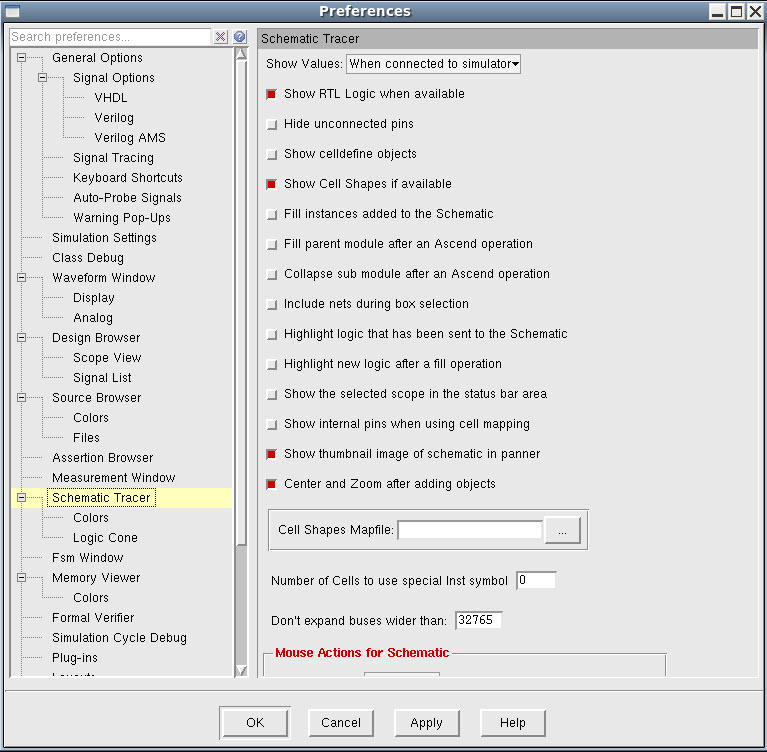 Preferences
Search preferences...
General Options
Signal Options
VHDL
Verilog
Verilog AMS
Signal Tracing
Keyboard Shortcuts
Auto-Probe Signals
Warning Pop-Ups
Simulation Settings
Class Debug
Waveform Window
Display
Analog
Design Browser
Scope View
Signal List
Source Browser
Colors
Files
Assertion Browser
Measurement Window
Schematic Tracer
Colors
Logic Cone
Fsm Window
Memory Viewer
Colors
Formal Verifier
Simulation Cycle Debug
Plug-ins
Schematic Tracer
Show Values: When connected to simulator
Show RTL Logic when available
Hide unconnected pins
Show celldefine objects
Show Cell Shapes if available
Fill instances added to the Schematic
Fill parent module after an Ascend operation
Collapse sub module after an Ascend operation
Include nets during box selection
Highlight logic that has been sent to the Schematic
Highlight new logic after a fill operation
Show the selected scope in the status bar area
Show internal pins when using cell mapping
Show thumbnail image of schematic in panner
Center and Zoom after adding objects
Cell Shapes Mapfile: ...
Number of Cells to use special Inst symbol 0
Don't expand buses wider than: 32765
Mouse Actions for Schematic
OK Cancel Apply Help